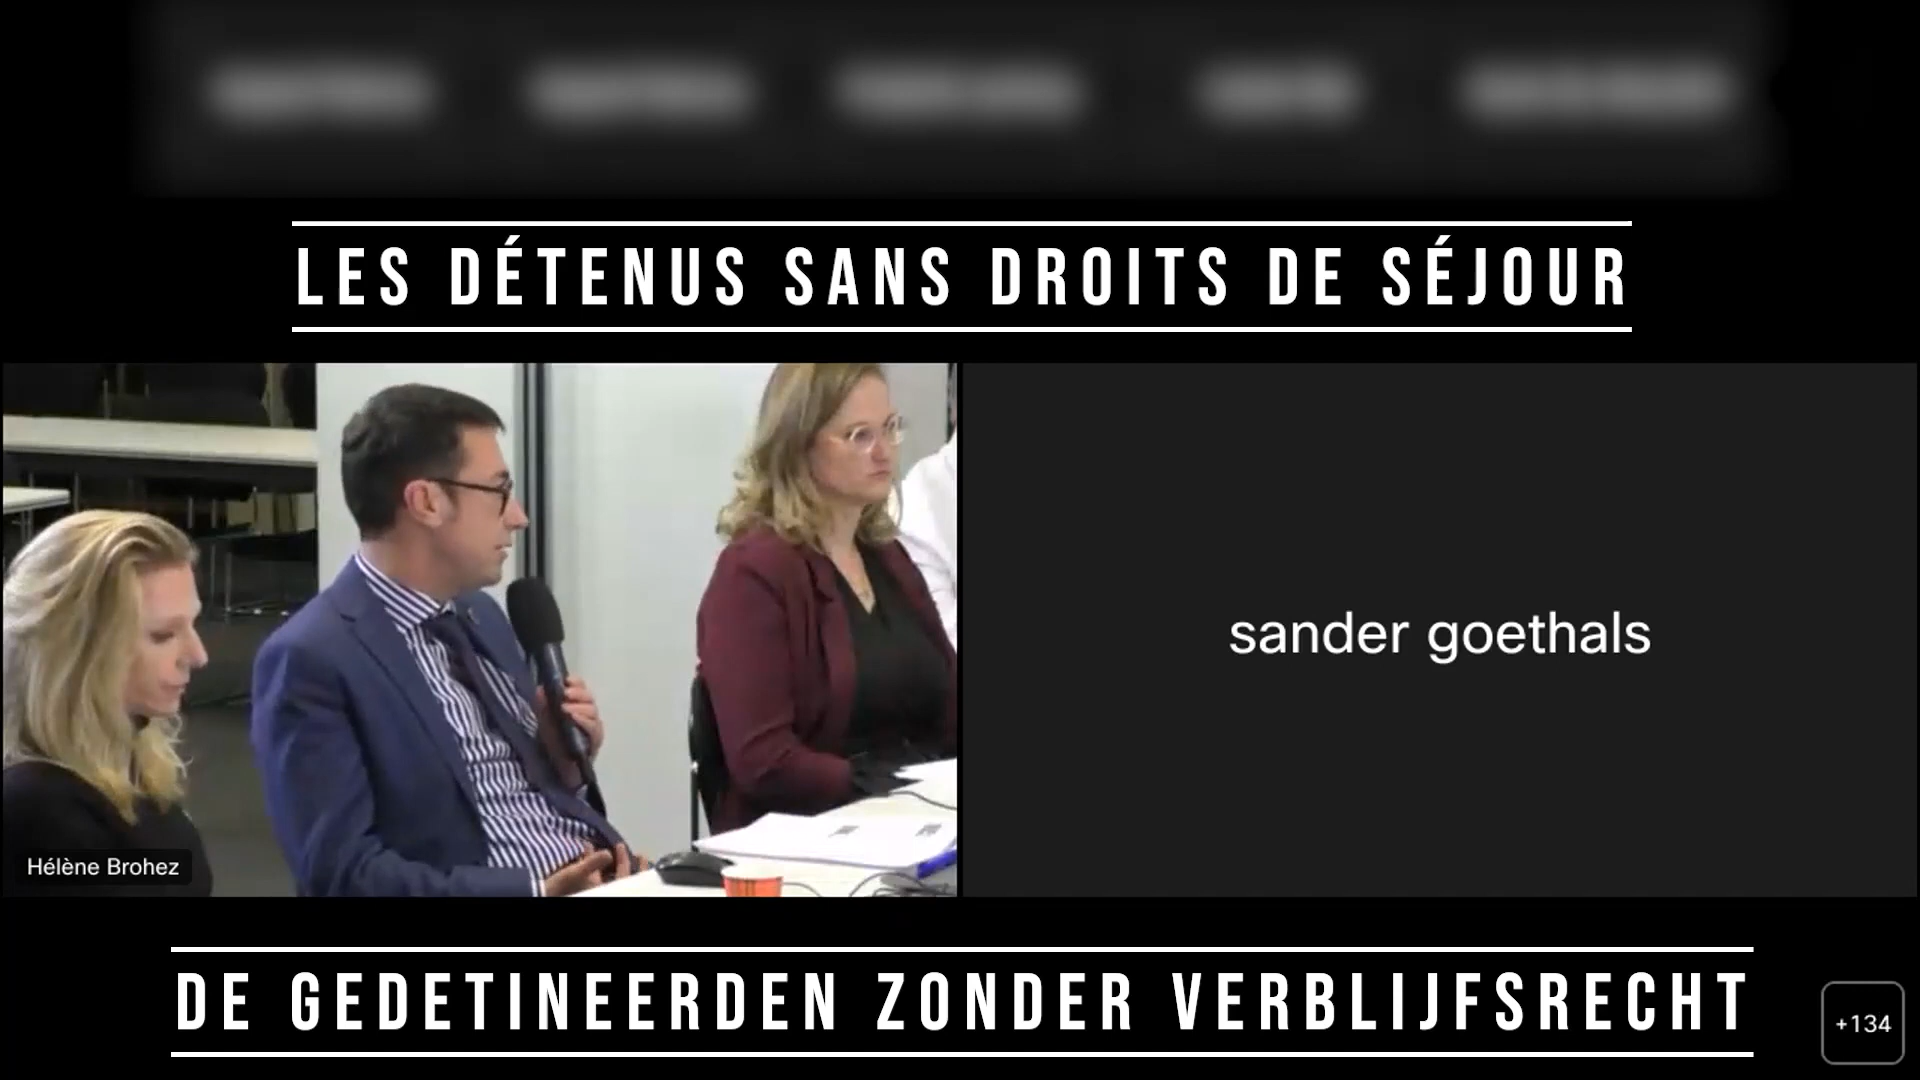 LES DÉTENUS SANS DROITS DE SÉJOUR
sander goethals
Hélène Brohez
DE GEDETINEERDEN ZONDER VERBLIJFSRECHT
+134